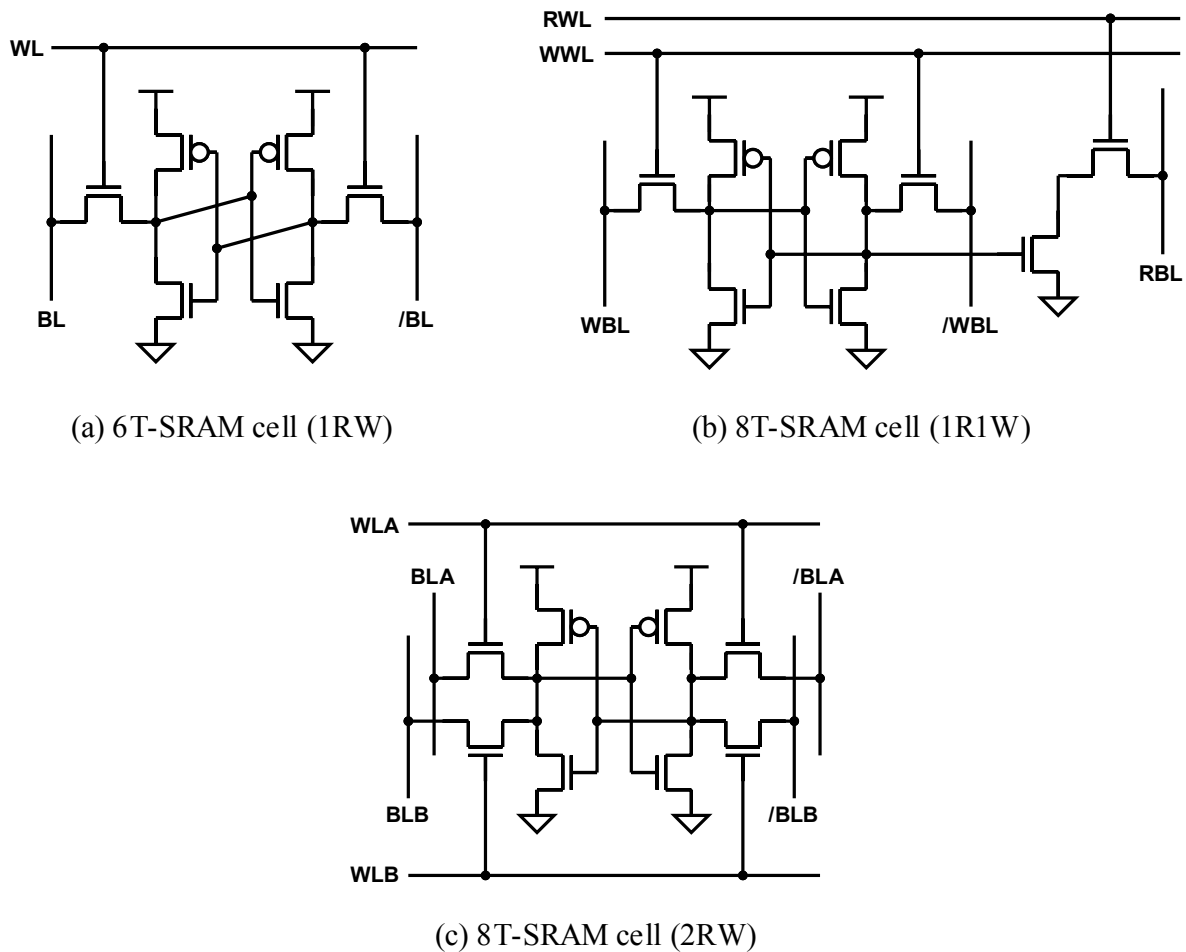 WL
BL
/BL
(a) 6T-SRAM cell (1RW)
RWL
WWL
WBL
/WBL
RBL
(b) 8T-SRAM cell (1R1W)
WLA
BLA
/BLA
BLB
/BLB
WLB
(c) 8T-SRAM cell (2RW)